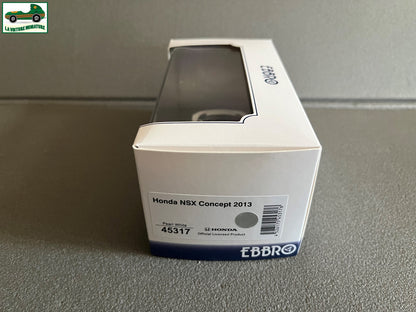 LA VOITURE MINIATURE
EBBRO
Honda NSX Concept 2013
Pearl White
45317
HONDA
Official Licensed Product
EBBRO